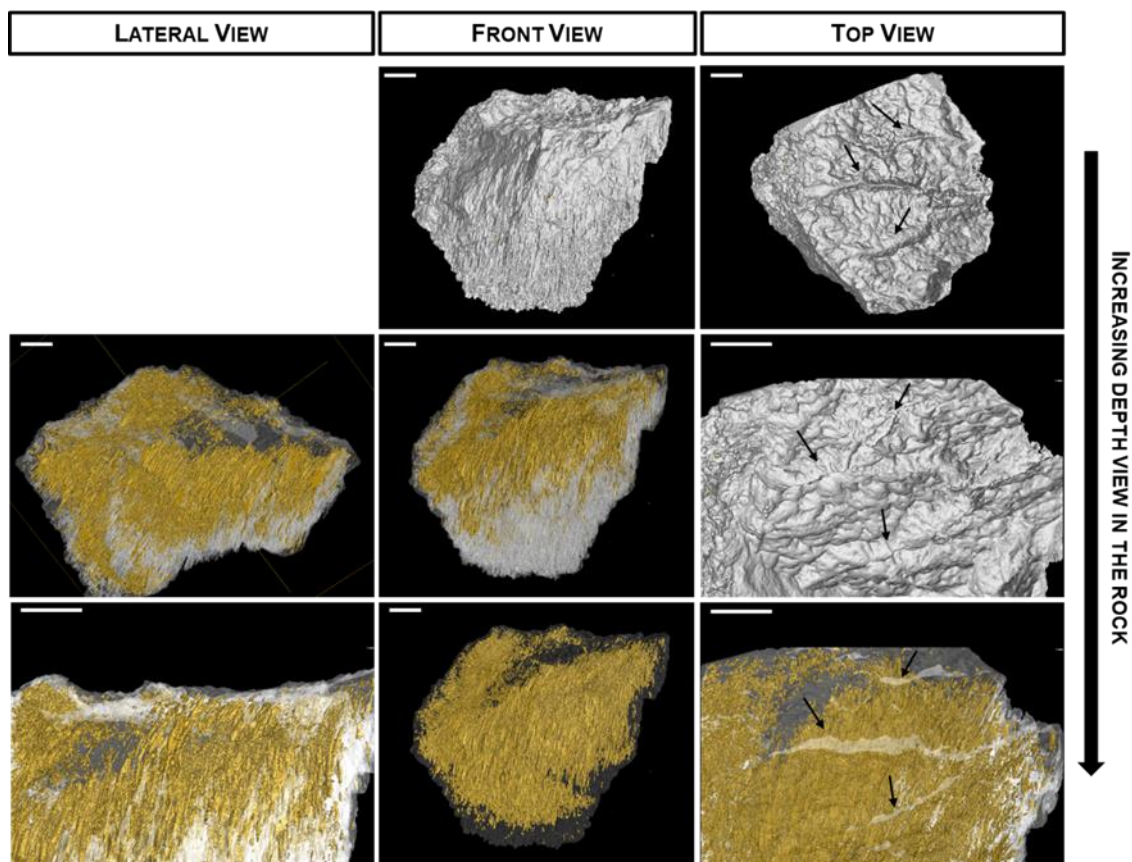 LATERAL VIEW
FRONT VIEW
TOP VIEW
INCREASING DEPTH VIEW IN THE ROCK